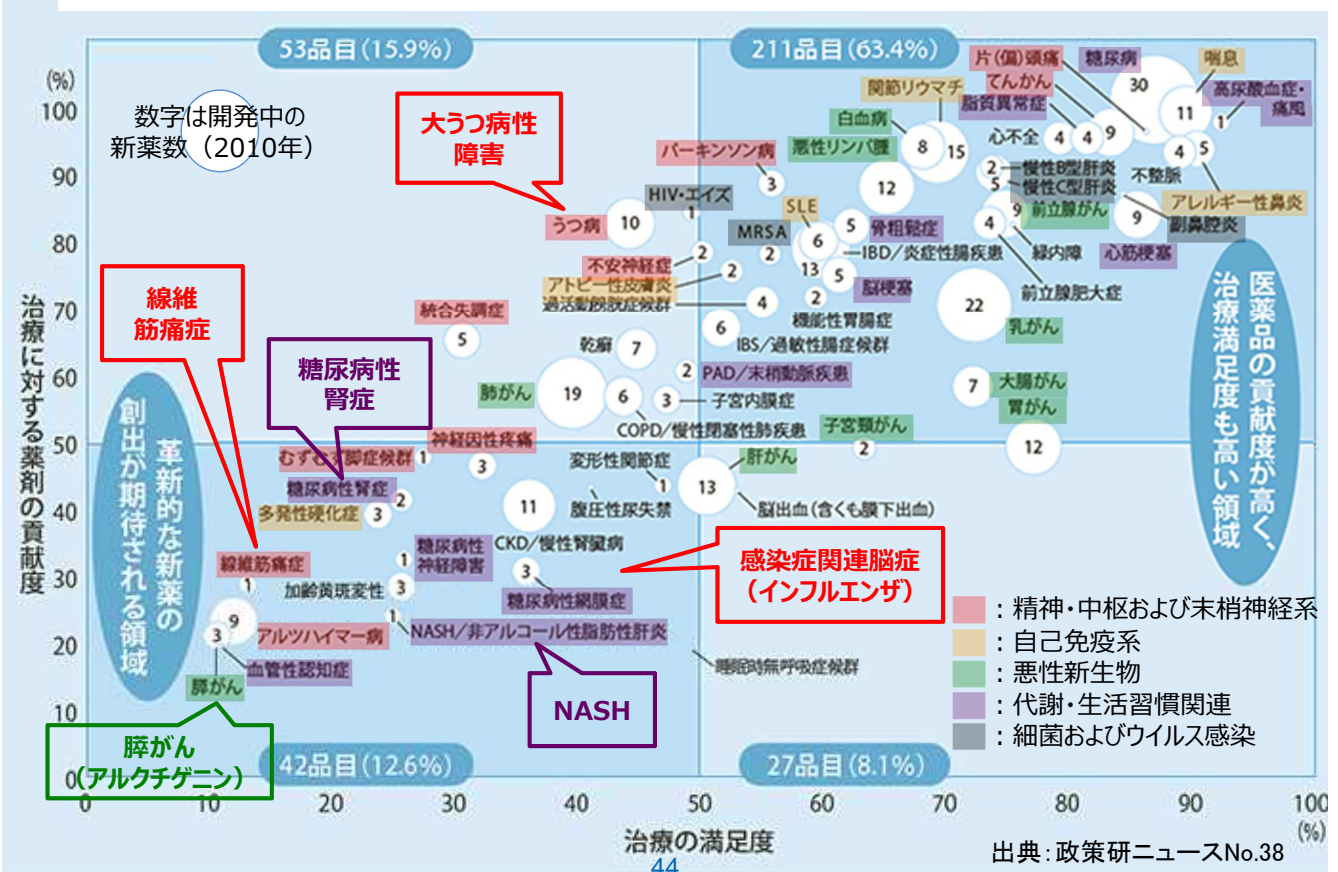 53品目(15.9%)
211品目(63.4%)
(%)
100
90
80
70
60
50
40
30
20
10
0
治療に対する薬剤の貢献度
数字は開発中の
新薬数（2010年）
大うつ病性
障害
線維
筋痛症
糖尿病性
腎症
片(偏)頭痛
糖尿病
喘息
てんかん
関節リウマチ
脂質異常症
高尿酸血症・
痛風
30
11
1
白血病
悪性リンパ腫
8
15
心不全
4
4
9
4
5
パーキンソン病
3
12
2
慢性B型肝炎
不整脈
5
慢性C型肝炎
HIV・エイズ
1
SLE
アレルギー性鼻炎
うつ病
10
5
骨粗鬆症
9
前立腺がん
4
9
副鼻腔炎
MRSA
6
IBD/炎症性腸疾患
緑内障
心筋梗塞
不安神経症
2
2
アトピー性皮膚炎
2
13
5
脳梗塞
前立腺肥大症
過活動膀胱症候群
4
2
機能性胃腸症
22
統合失調症
5
6
IBS/過敏性腸症候群
乳がん
乾癬
7
2
PAD/末梢動脈疾患
肺がん
19
6
3
子宮内膜症
7
大腸がん
胃がん
COPD/慢性閉塞性肺疾患
子宮頸がん
2
12
医薬品の貢献度が高く、
治療満足度も高い領域
革新的な新薬の
創出が期待される領域
むずむず脚症候群
1
神経因性疼痛
3
変形性関節症
1
肝がん
13
糖尿病性腎症
2
多発性硬化症
3
11
腹圧性尿失禁
脳出血(含くも膜下出血)
CKD/慢性腎臓病
線維筋痛症
1
1
糖尿病性
神経障害
加齢黄斑変性
3
3
糖尿病性網膜症
感染症関連脳症
（インフルエンザ）
9
アルツハイマー病
1
NASH/非アルコール性脂肪性肝炎
3
血管性認知症
膵がん
睡眠時無呼吸症候群
NASH
膵がん
（アルクチゲニン）
：精神・中枢および末梢神経系
：自己免疫系
：悪性新生物
：代謝・生活習慣関連
：細菌およびウイルス感染
42品目(12.6%)
27品目(8.1%)
0
10
20
30
40
50
60
70
80
90
100
(%)
治療の満足度
44
出典：政策研ニュースNo.38